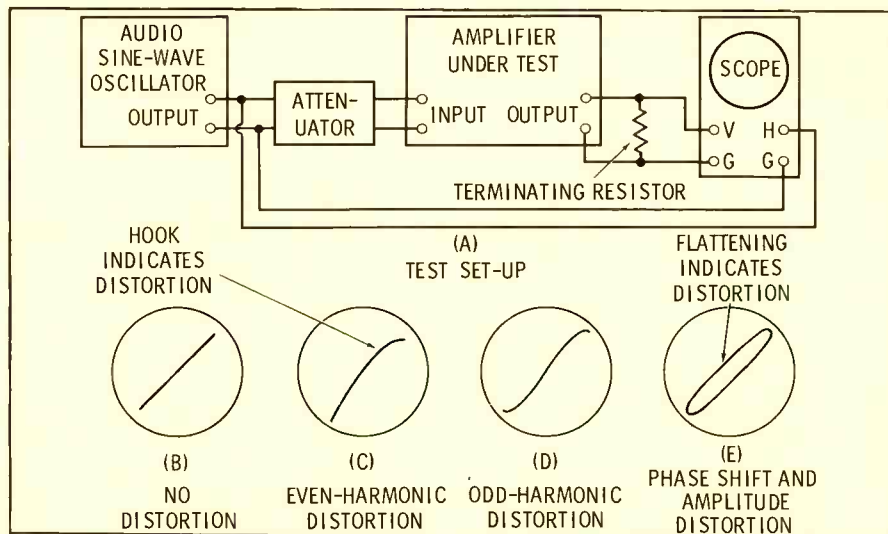 AUDIO
SINE-WAVE
OSCILLATOR
OUTPUT
ATTEN-
UATOR
AMPLIFIER
UNDER TEST
INPUT OUTPUT
SCOPE
V H
G G
TERMINATING RESISTOR
(A)
TEST SET-UP
HOOK
INDICATES
DISTORTION
FLATTENING
INDICATES
DISTORTION
(B)
NO
DISTORTION
(C)
EVEN-HARMONIC
DISTORTION
(D)
ODD-HARMONIC
DISTORTION
(E)
PHASE SHIFT AND
AMPLITUDE
DISTORTION